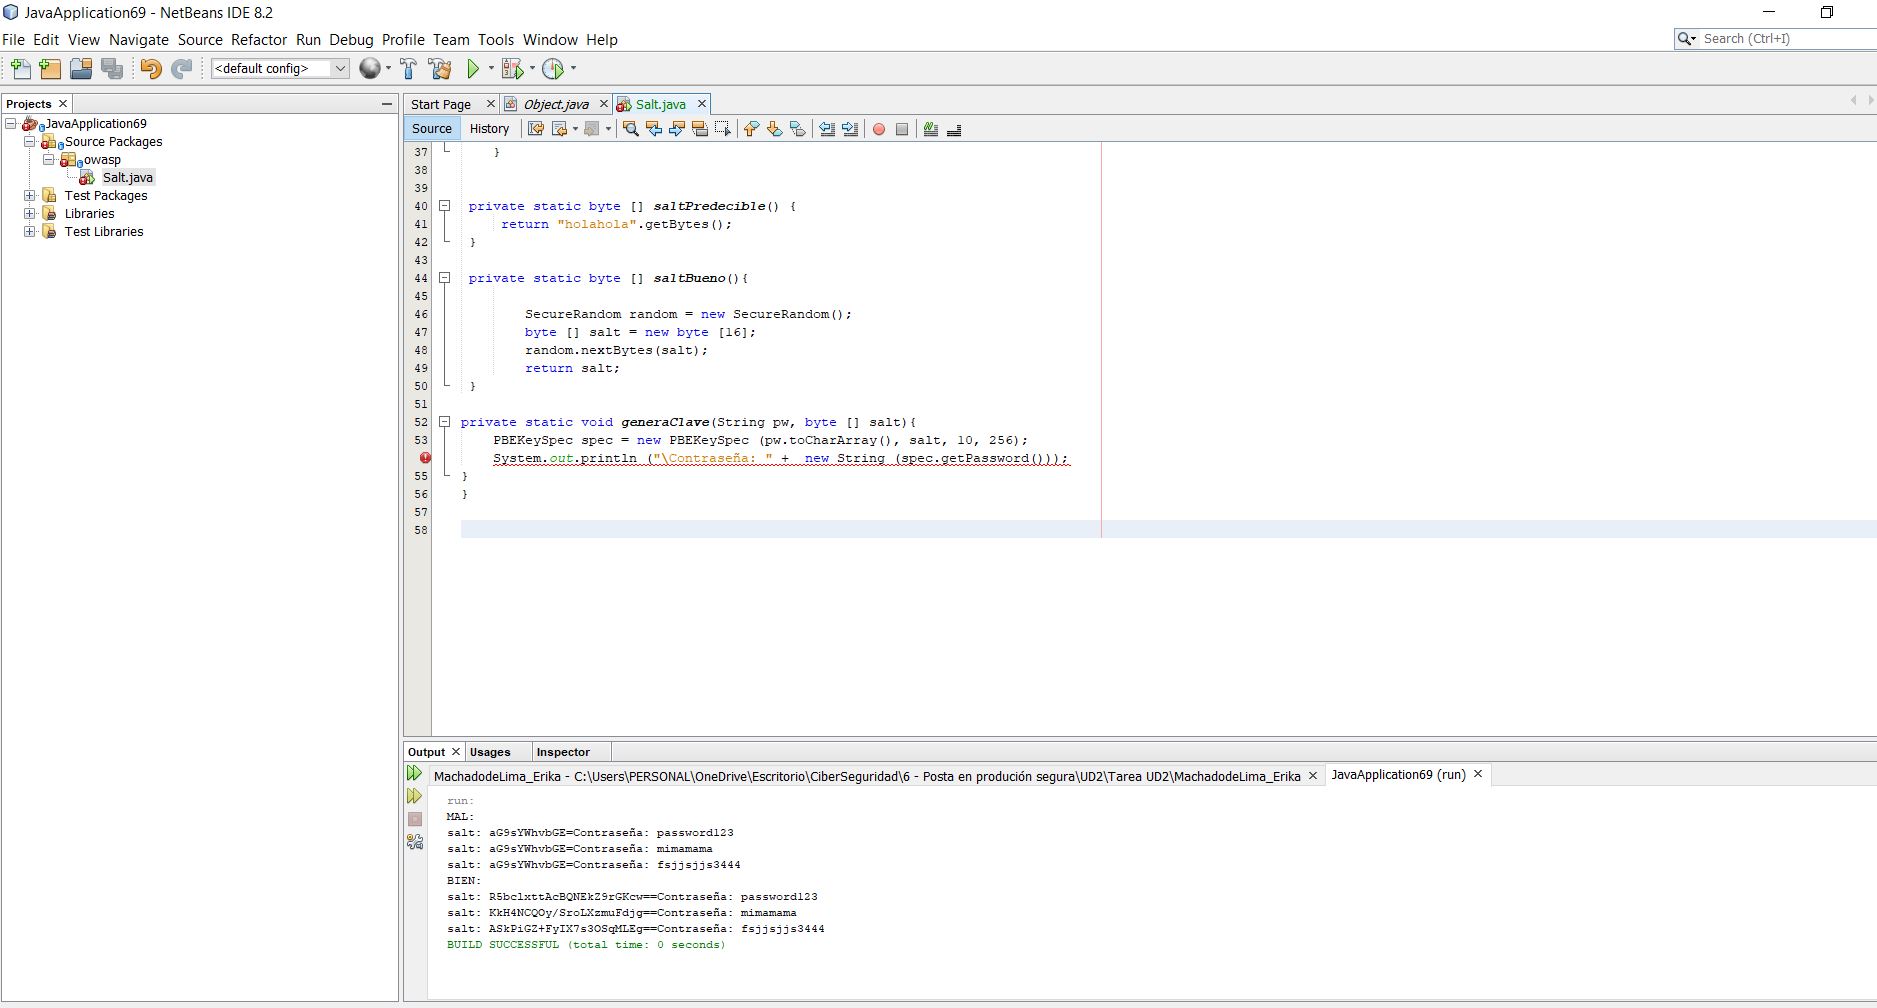 JavaApplication69 - NetBeans IDE 8.2
File Edit View Navigate Source Refactor Run Debug Profile Team Tools Window Help
Search (Ctrl+I)
<default config>
Projects
JavaApplication69
Source Packages
owasp
Salt.java
Test Packages
Libraries
Test Libraries
Start Page Object.java Salt.java
Source History
37 }
38
39
40 private static byte [] saltPredecible() {
41 return "holahola".getBytes();
42 }
43
44 private static byte [] saltBueno(){
45
46 SecureRandom random = new SecureRandom();
47 byte [] salt = new byte [16];
48 random.nextBytes(salt);
49 return salt;
50 }
51
52 private static void generaClave(String pw, byte [] salt){
53 PBEKeySpec spec = new PBEKeySpec (pw.toCharArray(), salt, 10, 256);
System.out.println ("\Contraseña: " +  new String (spec.getPassword()));
55 }
56 }
57
58
Output Usages Inspector
MachadodeLima_Erika - C:\Users\PERSONAL\OneDrive\Escritorio\CiberSeguridad\6 - Posta en produción segura\UD2\Tarea UD2\MachadodeLima_Erika JavaApplication69 (run)
run:
MAL:
salt: aG9sYWhvbGE=Contraseña: password123
salt: aG9sYWhvbGE=Contraseña: mimamama
salt: aG9sYWhvbGE=Contraseña: fsjjsjjs3444
BIEN:
salt: R5bclxttAcBQNEkZ9rGKcw==Contraseña: password123
salt: KkH4NCQOy/SroLXzmuFdjg==Contraseña: mimamama
salt: ASkPiGZ+FyIX7s3OSqMLEg==Contraseña: fsjjsjjs3444
BUILD SUCCESSFUL (total time: 0 seconds)